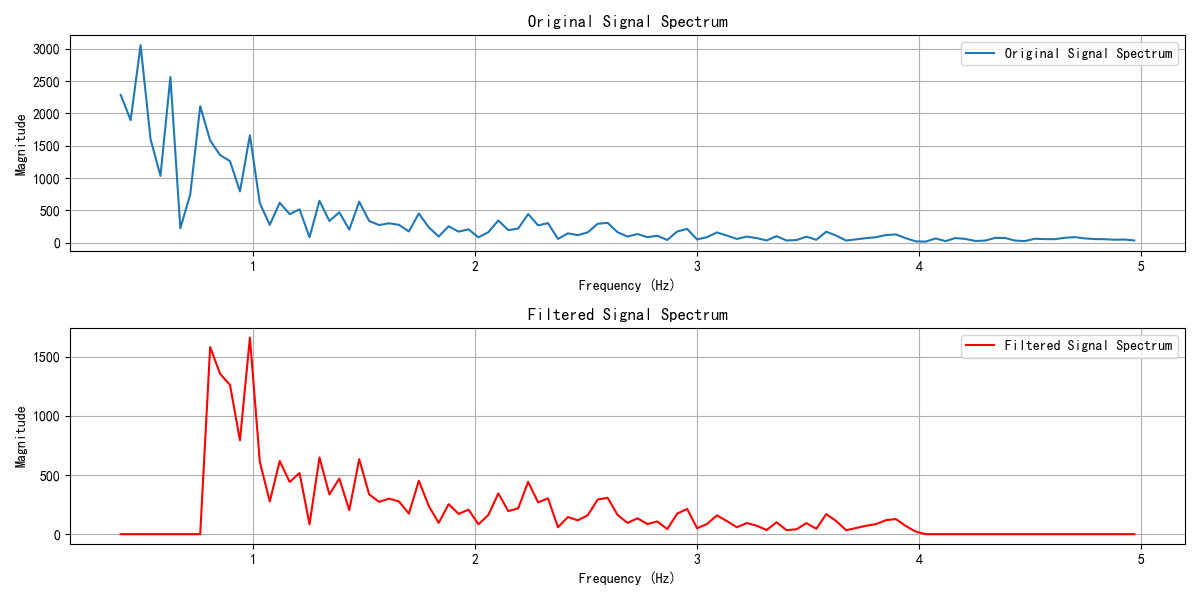 Original Signal Spectrum
3000
2500
2000
1500
1000
500
0
Magnitude
Original Signal Spectrum
1 2 3 4 5
Frequency (Hz)
Filtered Signal Spectrum
1500
1000
500
0
Magnitude
Filtered Signal Spectrum
1 2 3 4 5
Frequency (Hz)